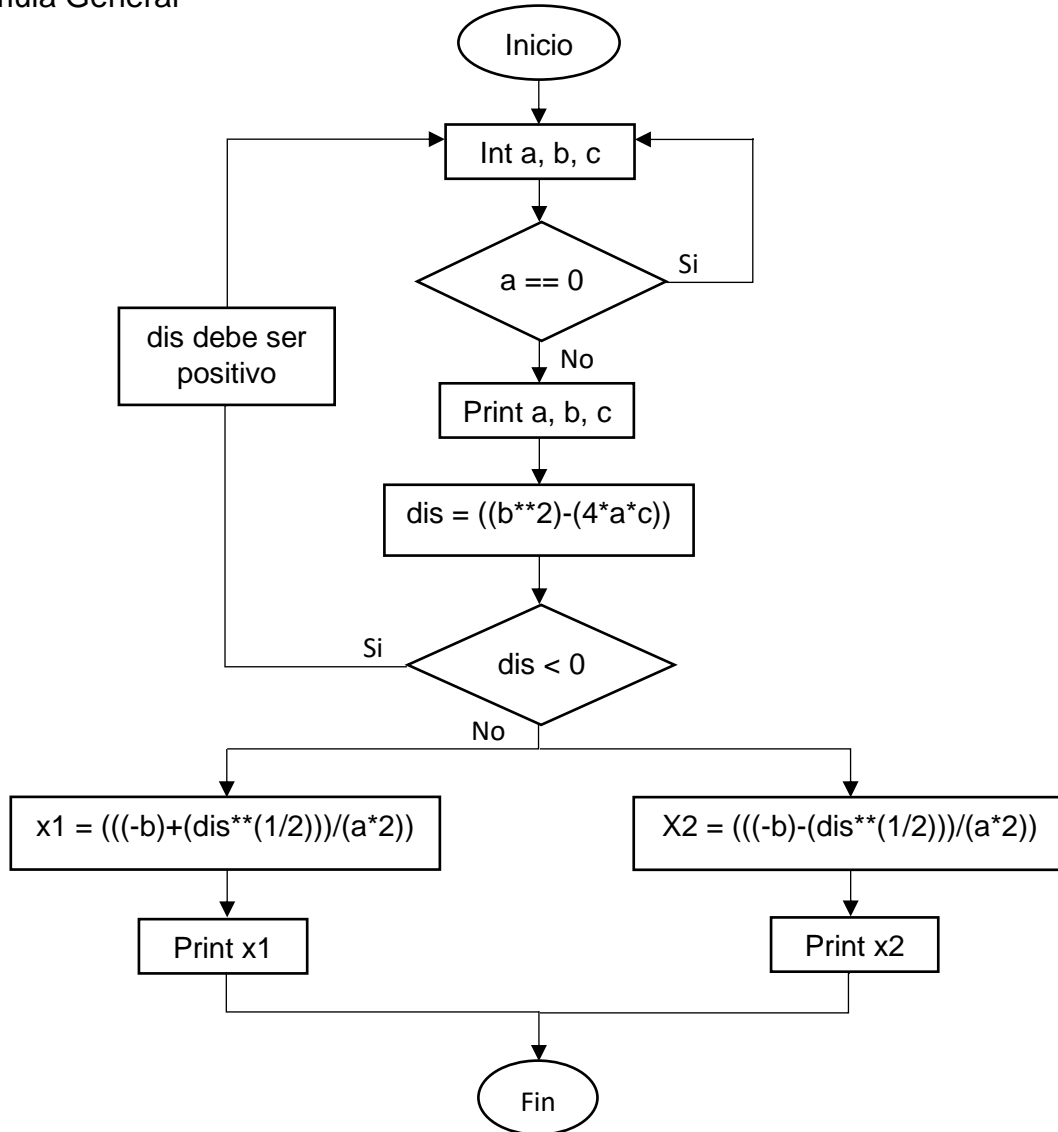 General
Inicio
Int a, b, c
a == 0
Si
dis debe ser
positivo
No
Print a, b, c
dis = ((b**2)-(4*a*c))
Si
dis < 0
No
x1 = (((-b)+(dis**(1/2)))/(a*2))
X2 = (((-b)-(dis**(1/2)))/(a*2))
Print x1
Print x2
Fin